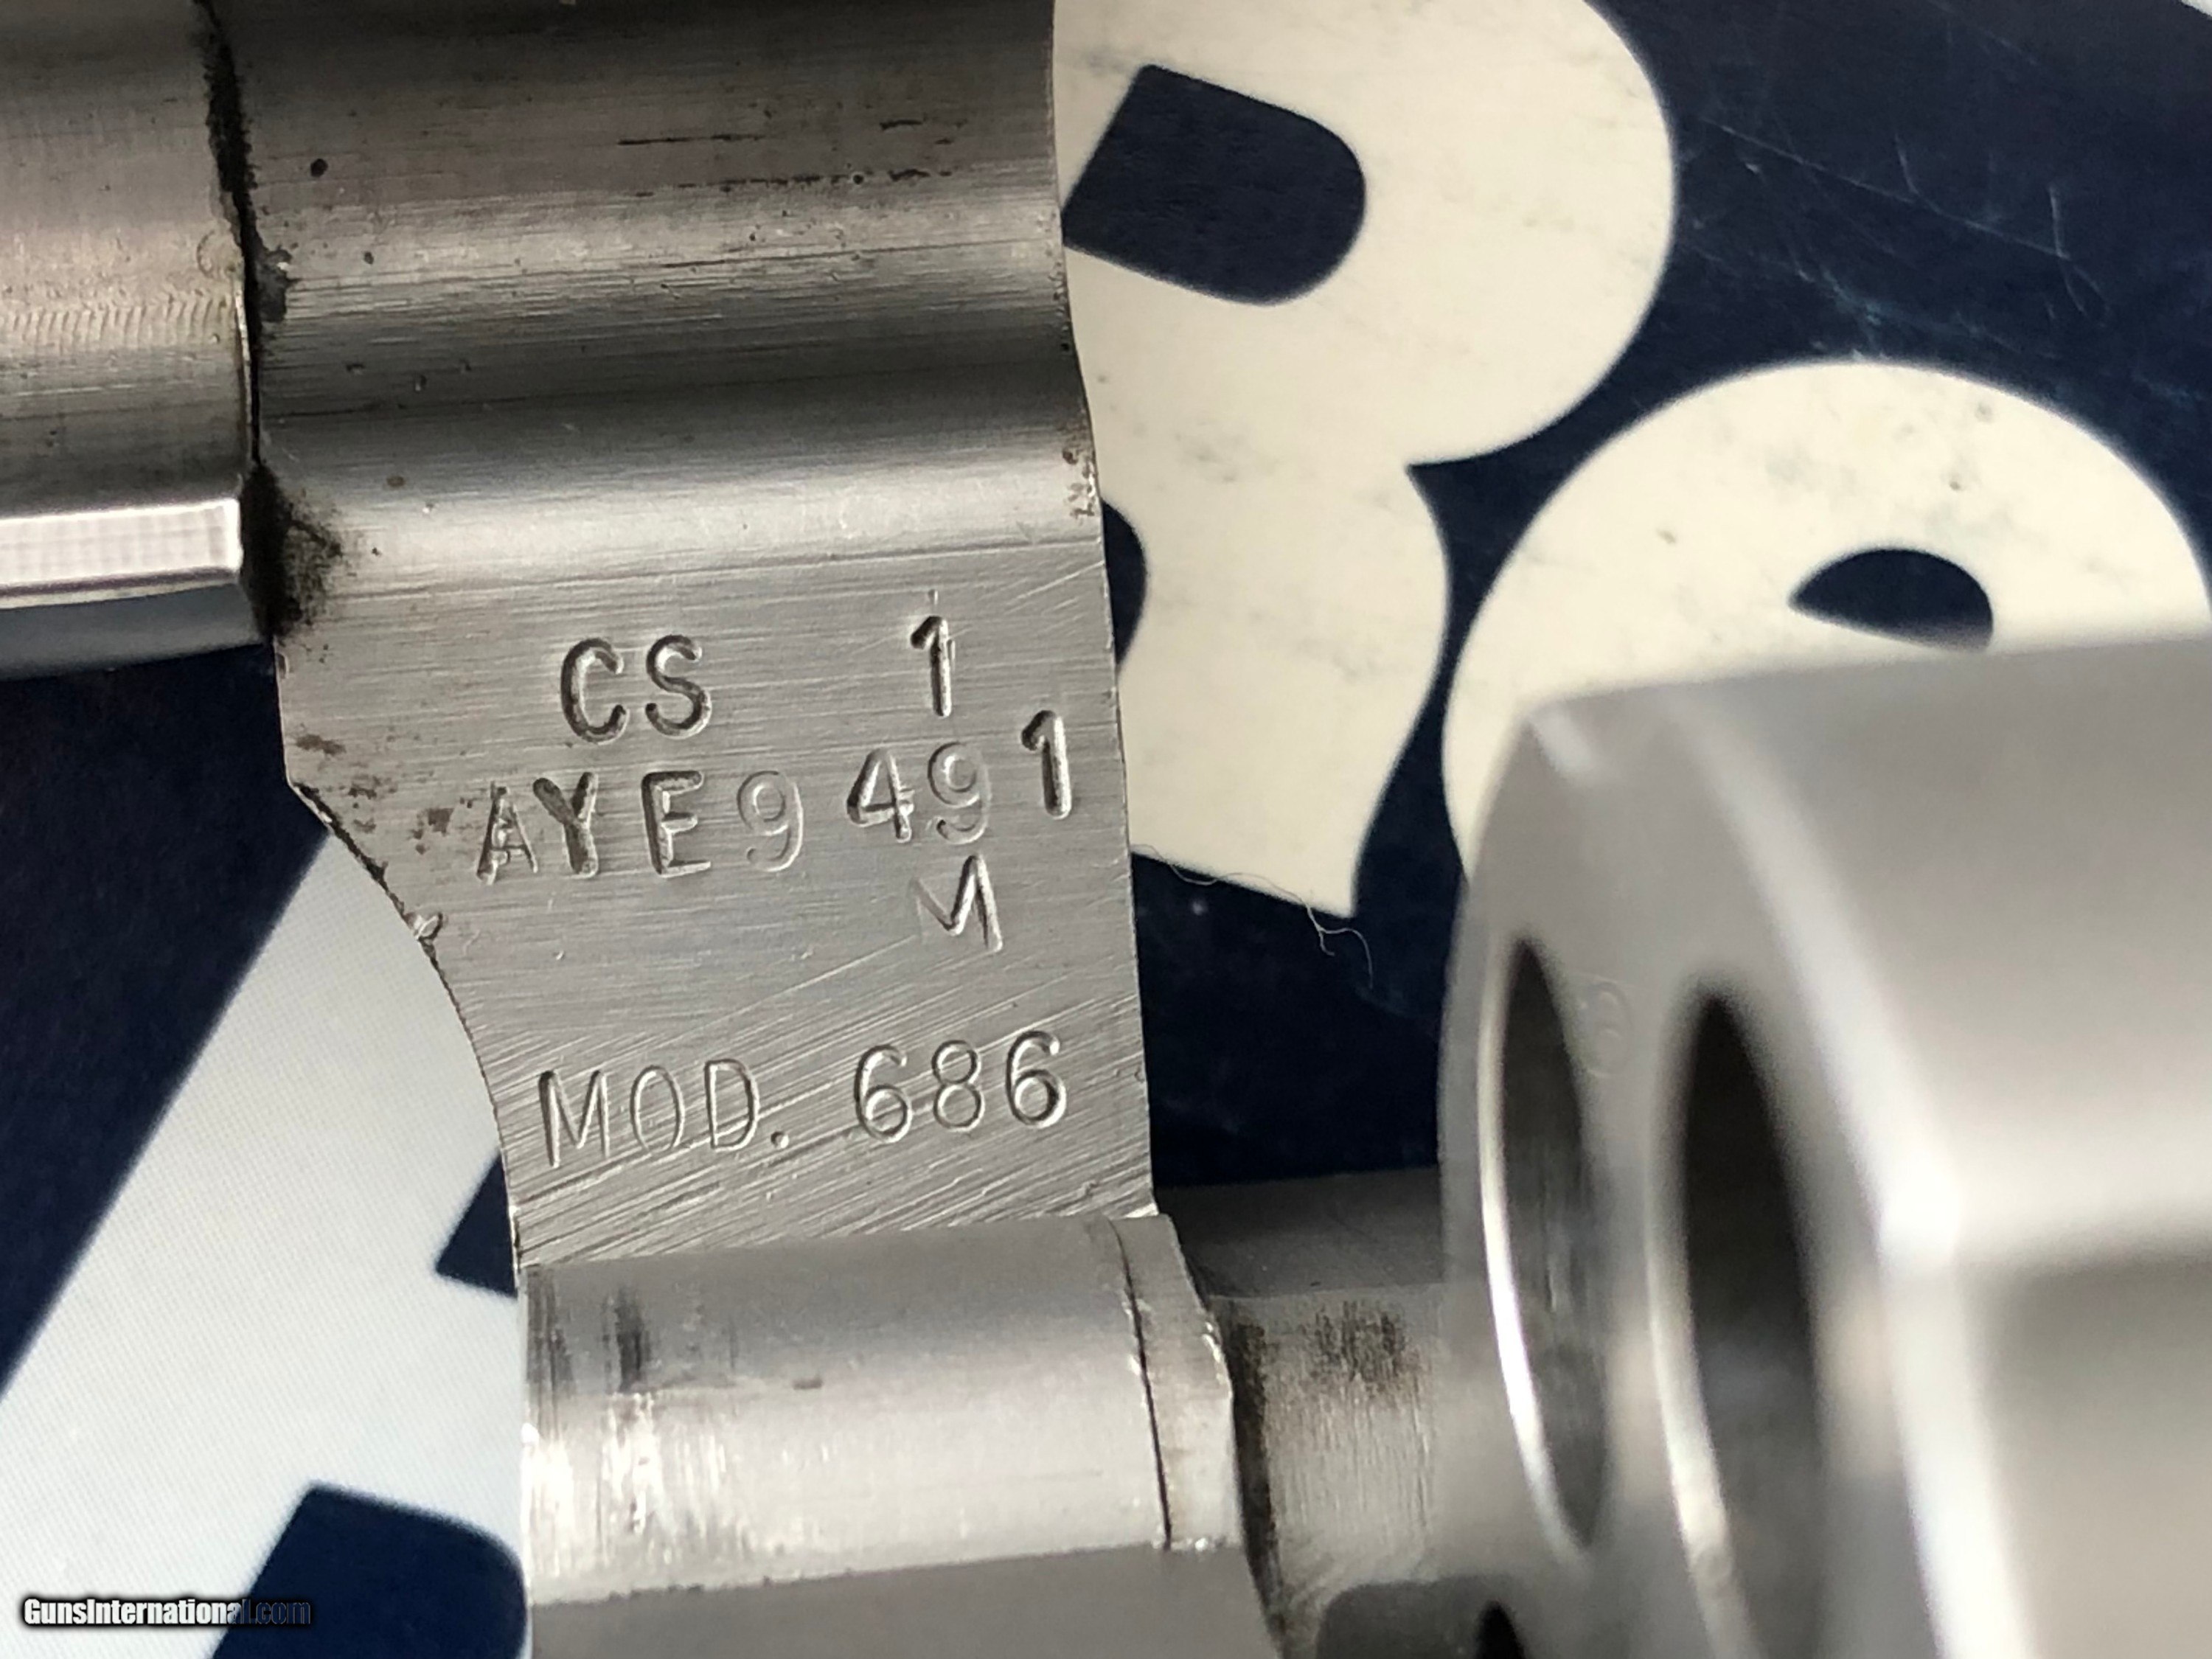 CS 1
AYE9491
M
MOD. 686
GunsInternational.com